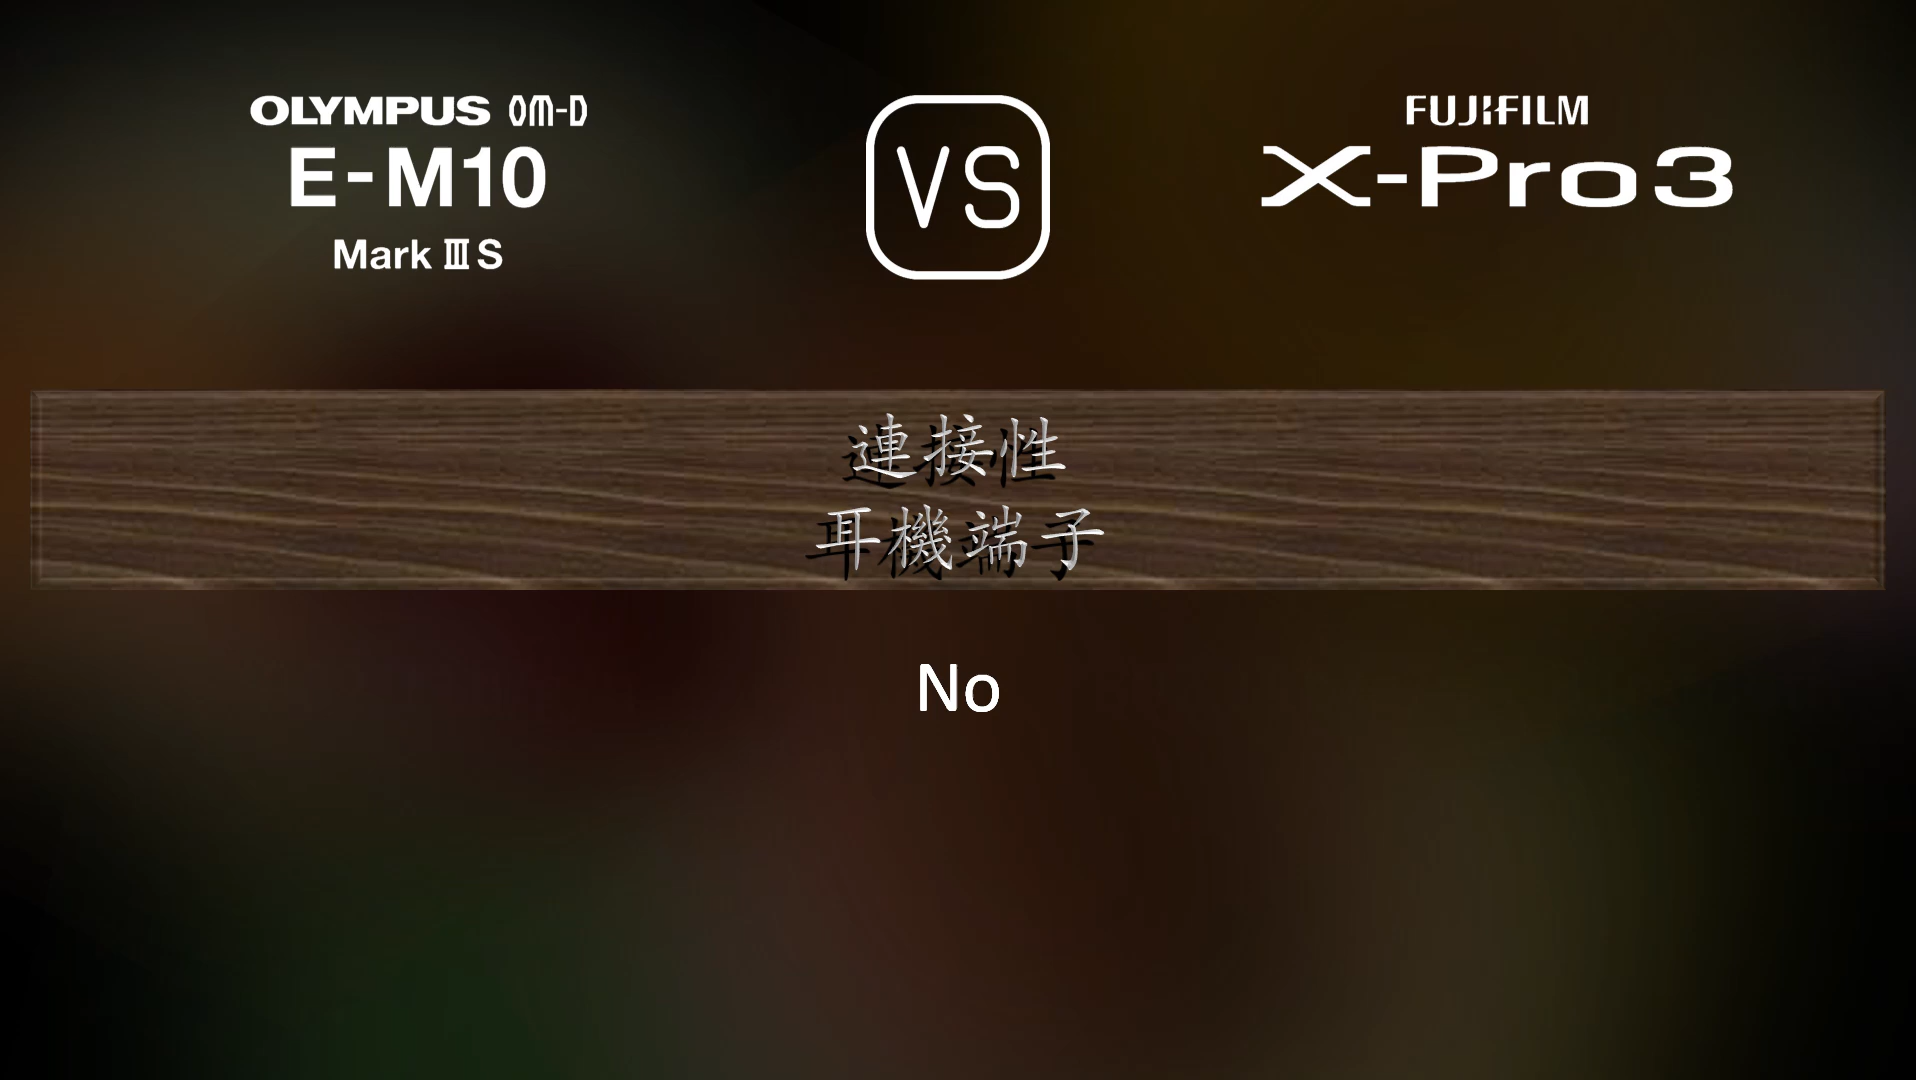 OLYMPUS OM-D
E-M10
Mark III S
VS
FUJIFILM
X-Pro3
連接性
耳機端子
No